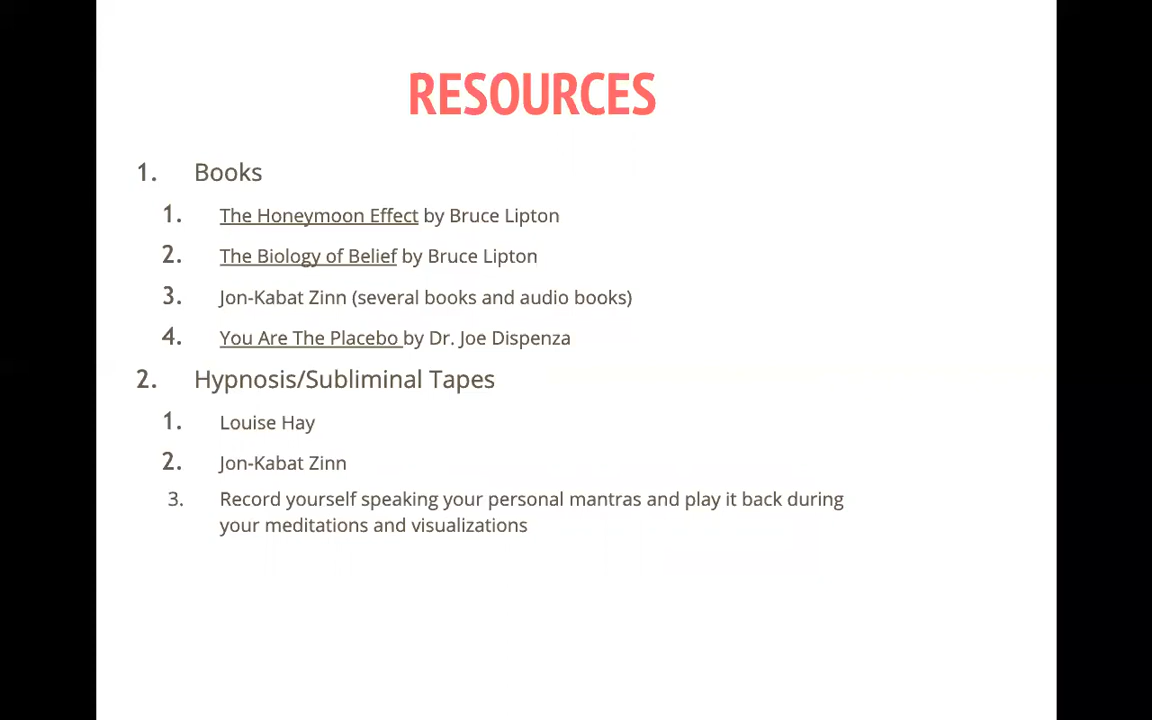 RESOURCES
1. Books
1. The Honeymoon Effect by Bruce Lipton
2. The Biology of Belief by Bruce Lipton
3. Jon-Kabat Zinn (several books and audio books)
4. You Are The Placebo by Dr. Joe Dispenza
2. Hypnosis/Subliminal Tapes
1. Louise Hay
2. Jon-Kabat Zinn
3. Record yourself speaking your personal mantras and play it back during
your meditations and visualizations